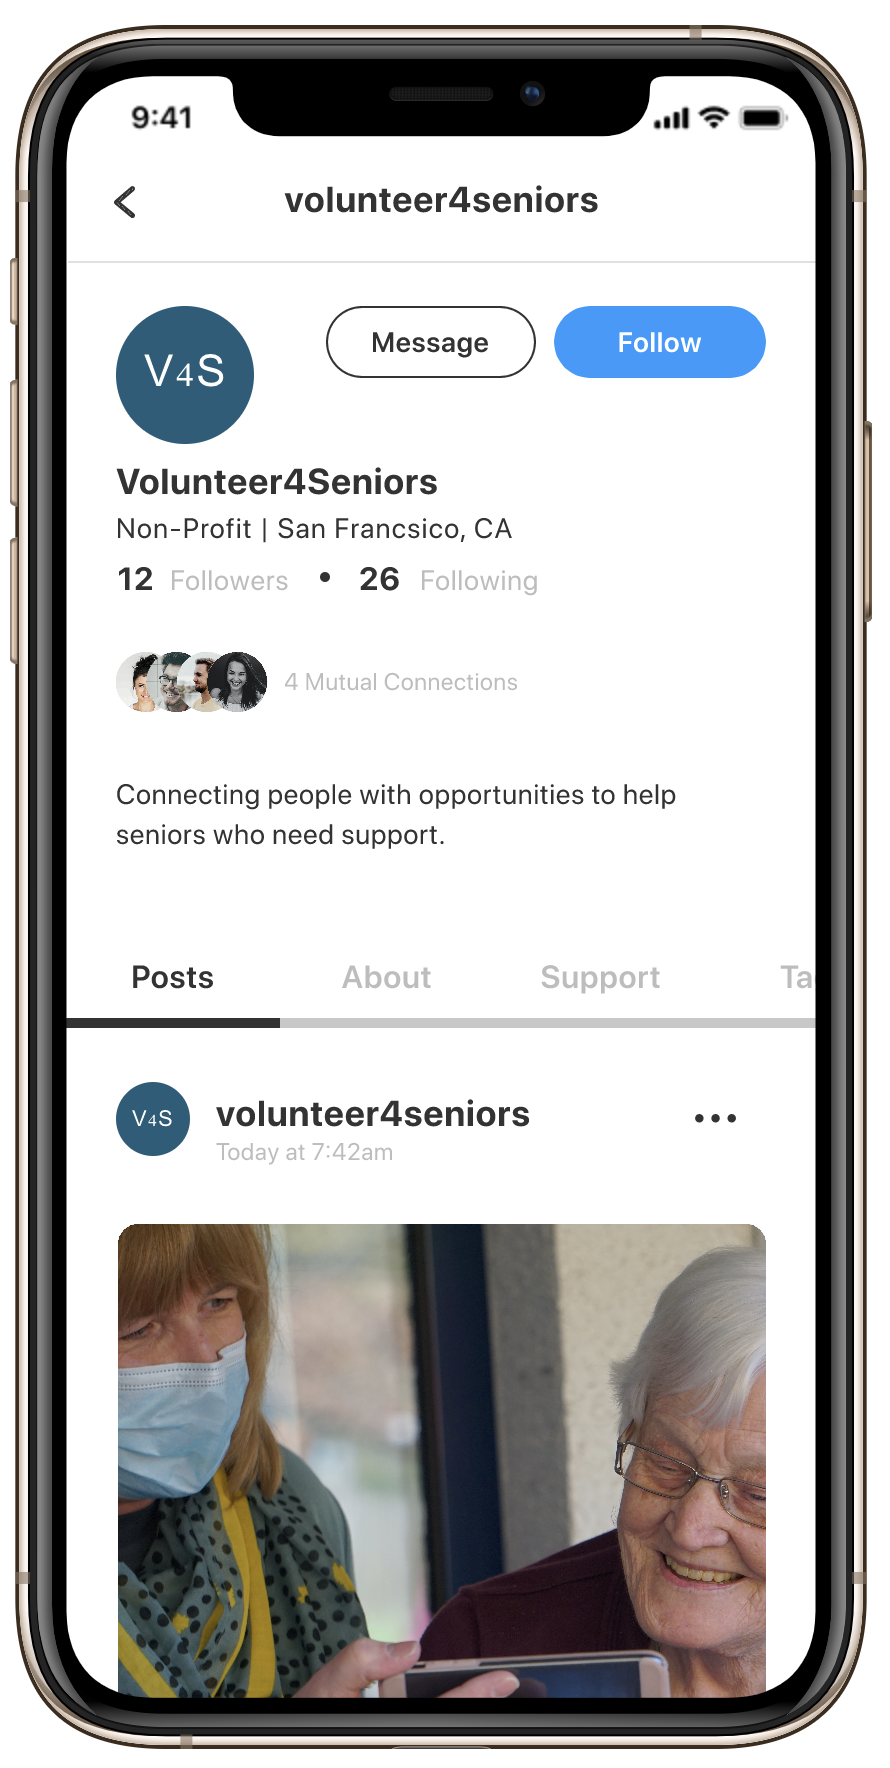 9:41
volunteer4seniors
V4S
Message
Follow
Volunteer4Seniors
Non-Profit | San Francsico, CA
12 Followers • 26 Following
4 Mutual Connections
Connecting people with opportunities to help
seniors who need support.
Posts About Support Ta
V4S
volunteer4seniors
Today at 7:42am